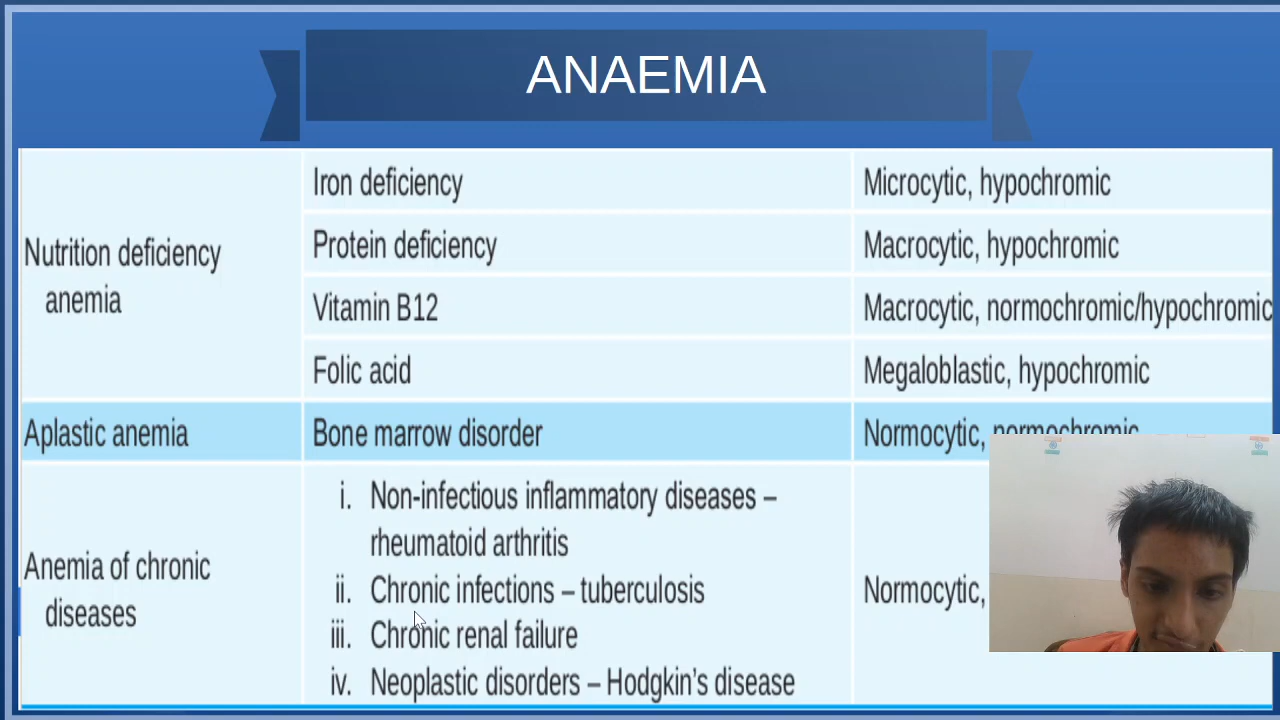 ANAEMIA
Iron deficiency
Microcytic, hypochromic
Protein deficiency
Macrocytic, hypochromic
Nutrition deficiency
anemia
Vitamin B12
Macrocytic, normochromic/hypochromic
Folic acid
Megaloblastic, hypochromic
Aplastic anemia
Bone marrow disorder
Normocytic, normochromic
Anemia of chronic
diseases
i. Non-infectious inflammatory diseases –
rheumatoid arthritis
ii. Chronic infections – tuberculosis
iii. Chronic renal failure
iv. Neoplastic disorders – Hodgkin's disease
Normocytic,